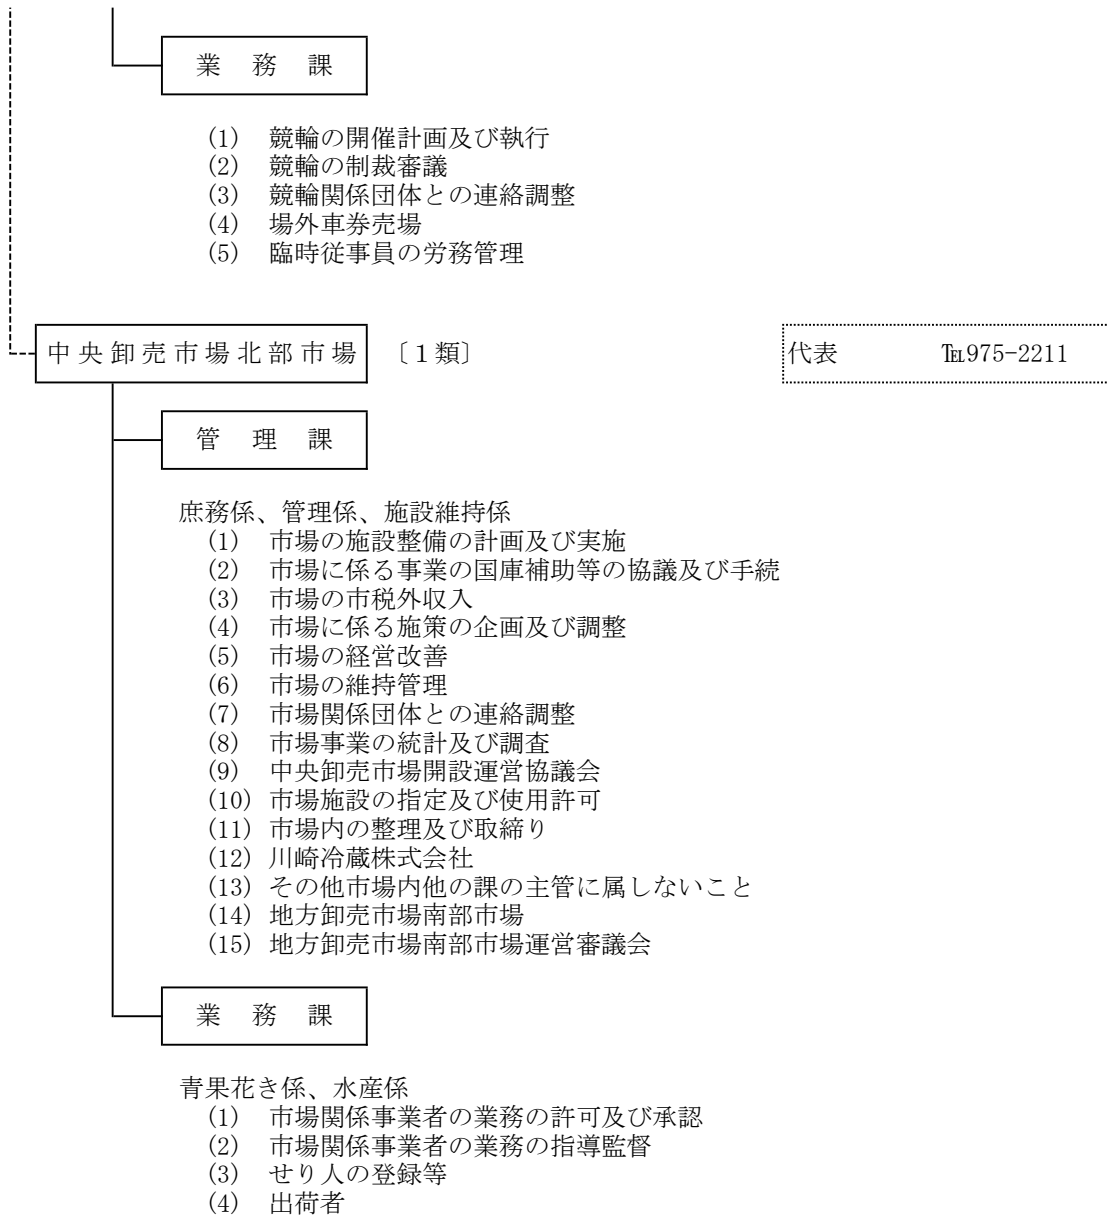 業　務　課
(1)　競輪の開催計画及び執行
(2)　競輪の制裁審議
(3)　競輪関係団体との連絡調整
(4)　場外車券売場
(5)　臨時従事員の労務管理
中央卸売市場北部市場　〔１類〕　代表　℡975-2211
管　理　課
庶務係、管理係、施設維持係
(1)　市場の施設整備の計画及び実施
(2)　市場に係る事業の国庫補助等の協議及び手続
(3)　市場の市税外収入
(4)　市場に係る施策の企画及び調整
(5)　市場の経営改善
(6)　市場の維持管理
(7)　市場関係団体との連絡調整
(8)　市場事業の統計及び調査
(9)　中央卸売市場開設運営協議会
(10) 市場施設の指定及び使用許可
(11) 市場内の整理及び取締り
(12) 川崎冷蔵株式会社
(13) その他市場内他の課の主管に属しないこと
(14) 地方卸売市場南部市場
(15) 地方卸売市場南部市場運営審議会
業　務　課
青果花き係、水産係
(1)　市場関係事業者の業務の許可及び承認
(2)　市場関係事業者の業務の指導監督
(3)　せり人の登録等
(4)　出荷者